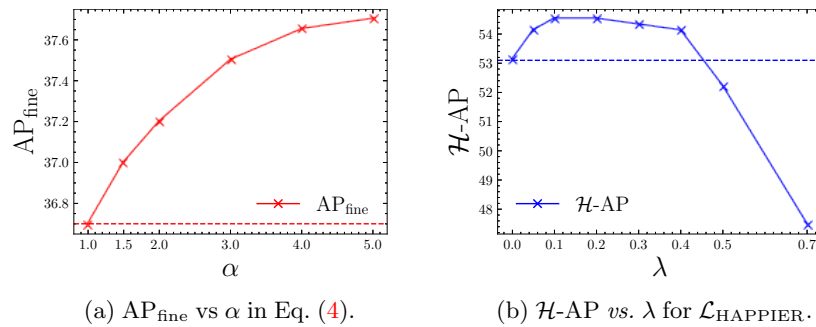 37.6
37.4
37.2
37.0
36.8
AP_fine
1.0 1.5 2.0 3.0 4.0 5.0
α
AP_fine
(a) AP_fine vs α in Eq. (4).
54
53
52
51
50
49
48
ℋ-AP
0.0 0.1 0.2 0.3 0.4 0.5 0.7
λ
ℋ-AP
(b) ℋ-AP vs. λ for ℒ_HAPPIER.